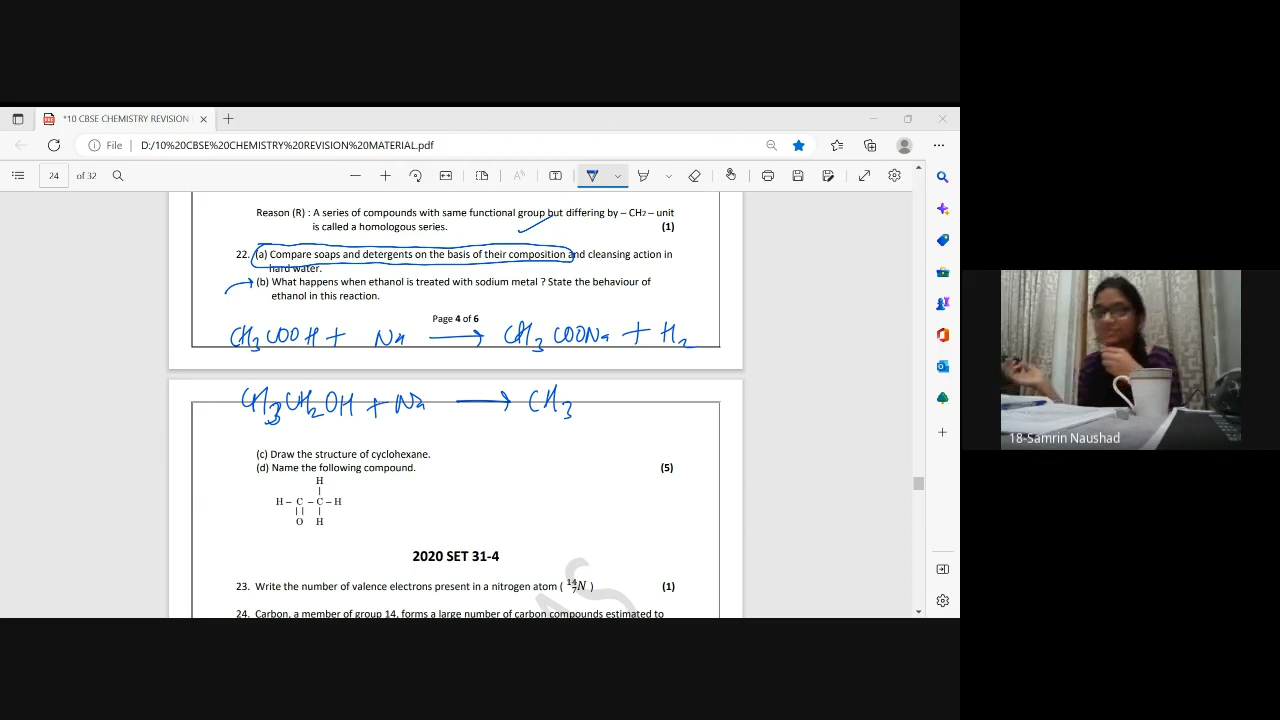 *10 CBSE CHEMISTRY REVISION
File D:/10%20CBSE%20CHEMISTRY%20REVISION%20MATERIAL.pdf
24 of 32
Reason (R) : A series of compounds with same functional group but differing by – CH2 – unit
is called a homologous series. (1)
22. (a) Compare soaps and detergents on the basis of their composition and cleansing action in
hard water.
(b) What happens when ethanol is treated with sodium metal ? State the behaviour of
ethanol in this reaction.
Page 4 of 6
CH3COOH + Na → CH3COONa + H2
CH3CH2OH + Na → CH3
(c) Draw the structure of cyclohexane.
(d) Name the following compound. (5)
H
H – C – C – H
O H
2020 SET 31-4
23. Write the number of valence electrons present in a nitrogen atom ( 14 7 N ) (1)
24. Carbon, a member of group 14, forms a large number of carbon compounds estimated to
18-Samrin Naushad